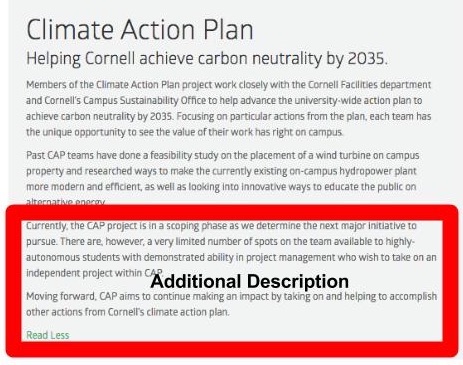 Climate Action Plan
Helping Cornell achieve carbon neutrality by 2035.
Members of the Climate Action Plan project work closely with the Cornell Facilities department
and Cornell's Campus Sustainability Office to help advance the university-wide action plan to
achieve carbon neutrality by 2035. Focusing on particular actions from the plan, each team has
the unique opportunity to see the value of their work has right on campus.
Past CAP teams have done a feasibility study on the placement of a wind turbine on campus
property and researched ways to make the currently existing on-campus hydropower plant
more modern and efficient, as well as looking into innovative ways to educate the public on
alternative energy.
Currently, the CAP project is in a scoping phase as we determine the next major initiative to
pursue. There are, however, a very limited number of spots on the team available to highly-
autonomous students with demonstrated ability in project management who wish to take on an
independent project within CAP
Additional Description
Moving forward, CAP aims to continue making an impact by taking on and helping to accomplish
other actions from Cornell's climate action plan.
Read Less